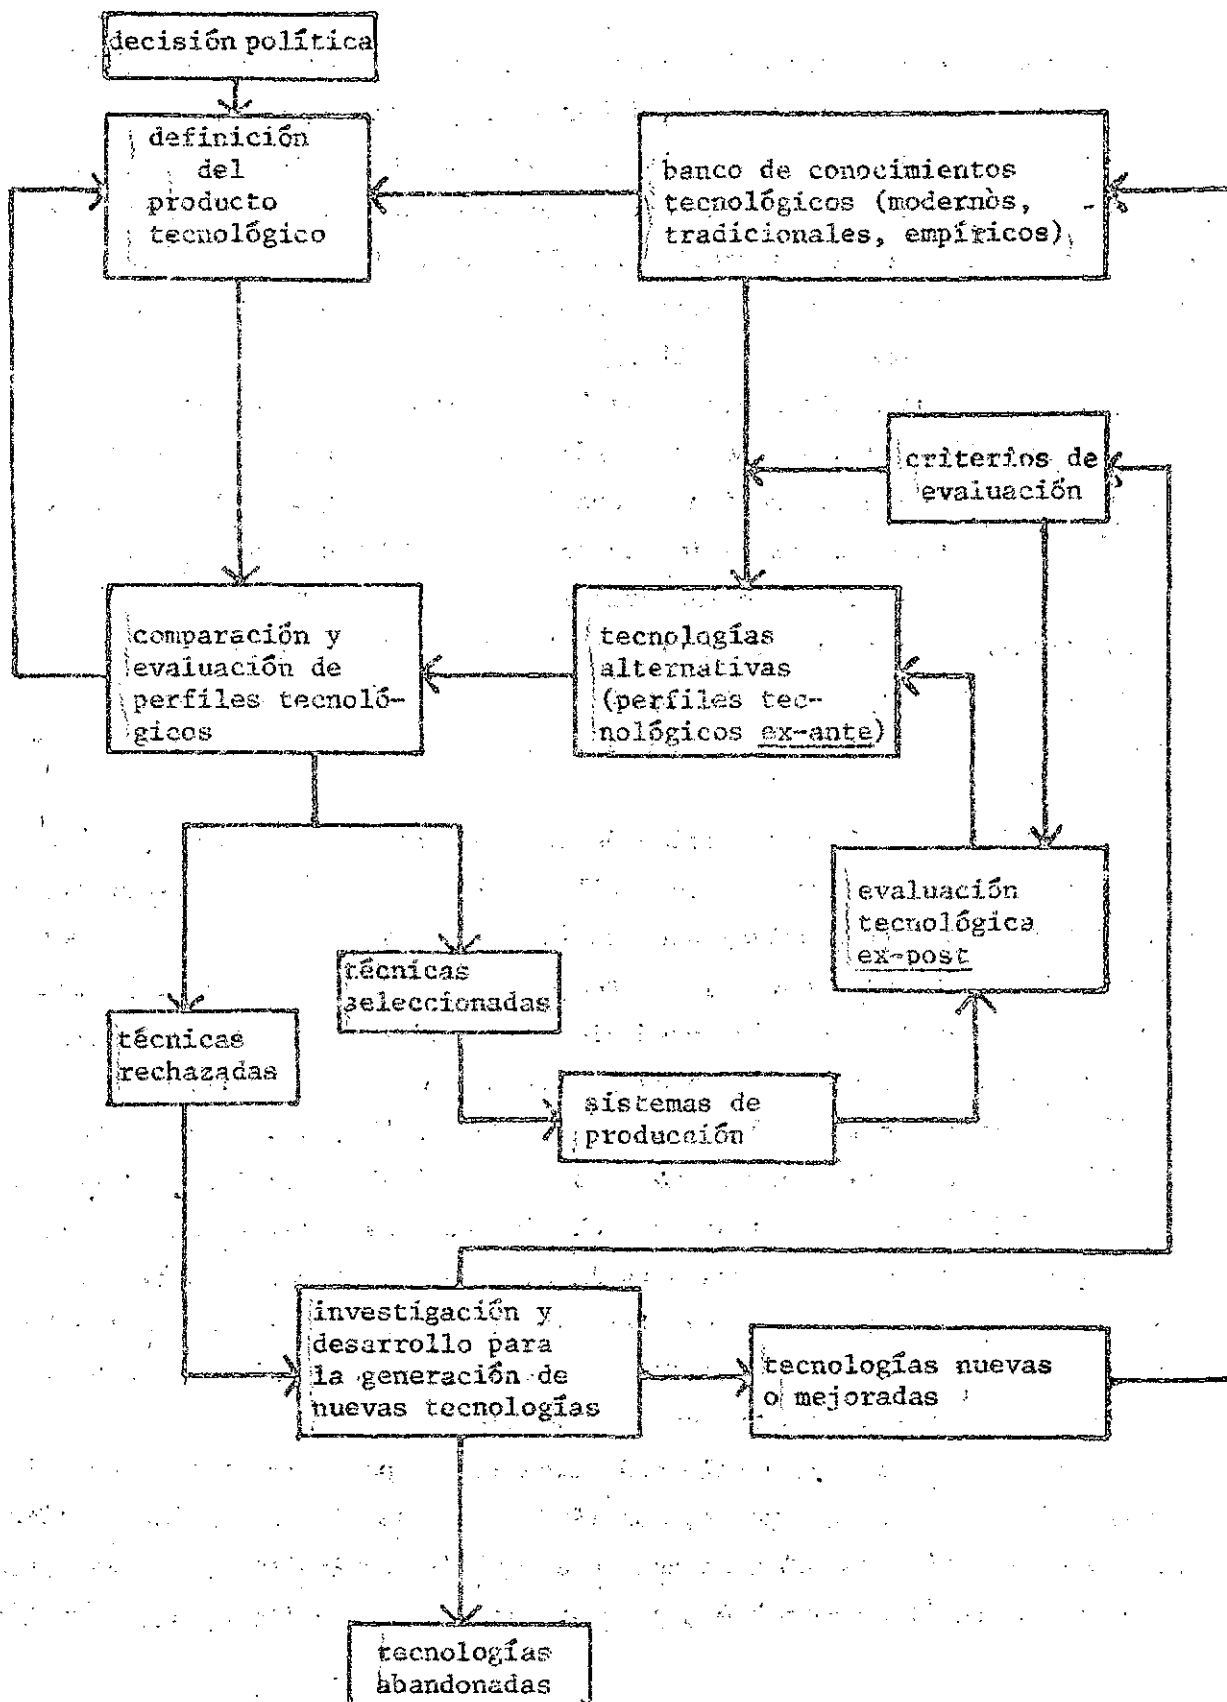 decisión política
definición
del
producto
tecnológico
banco de conocimientos
tecnológicos (modernos,
tradicionales, empíricos)
criterios de
evaluación
comparación y
evaluación de
perfiles tecnoló-
gicos
tecnologías
alternativas
(perfiles tec-
nológicos ex-ante)
evaluación
tecnológica
ex-post
técnicas
seleccionadas
técnicas
rechazadas
sistemas de
producción
investigación y
desarrollo para
la generación de
nuevas tecnologías
tecnologías nuevas
o mejoradas
tecnologías
abandonadas